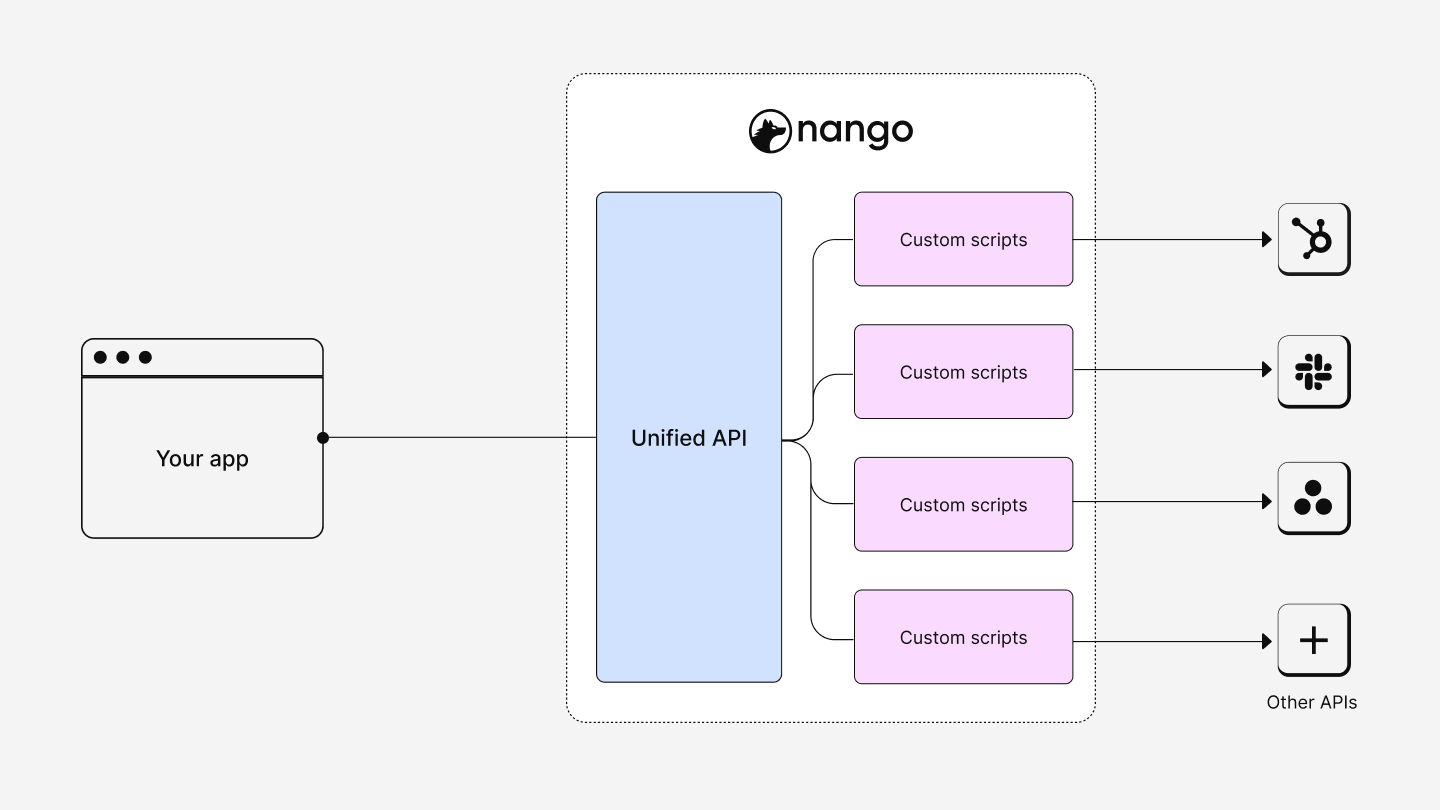 nango
Your app
Unified API
Custom scripts
Custom scripts
Custom scripts
Custom scripts
Other APIs